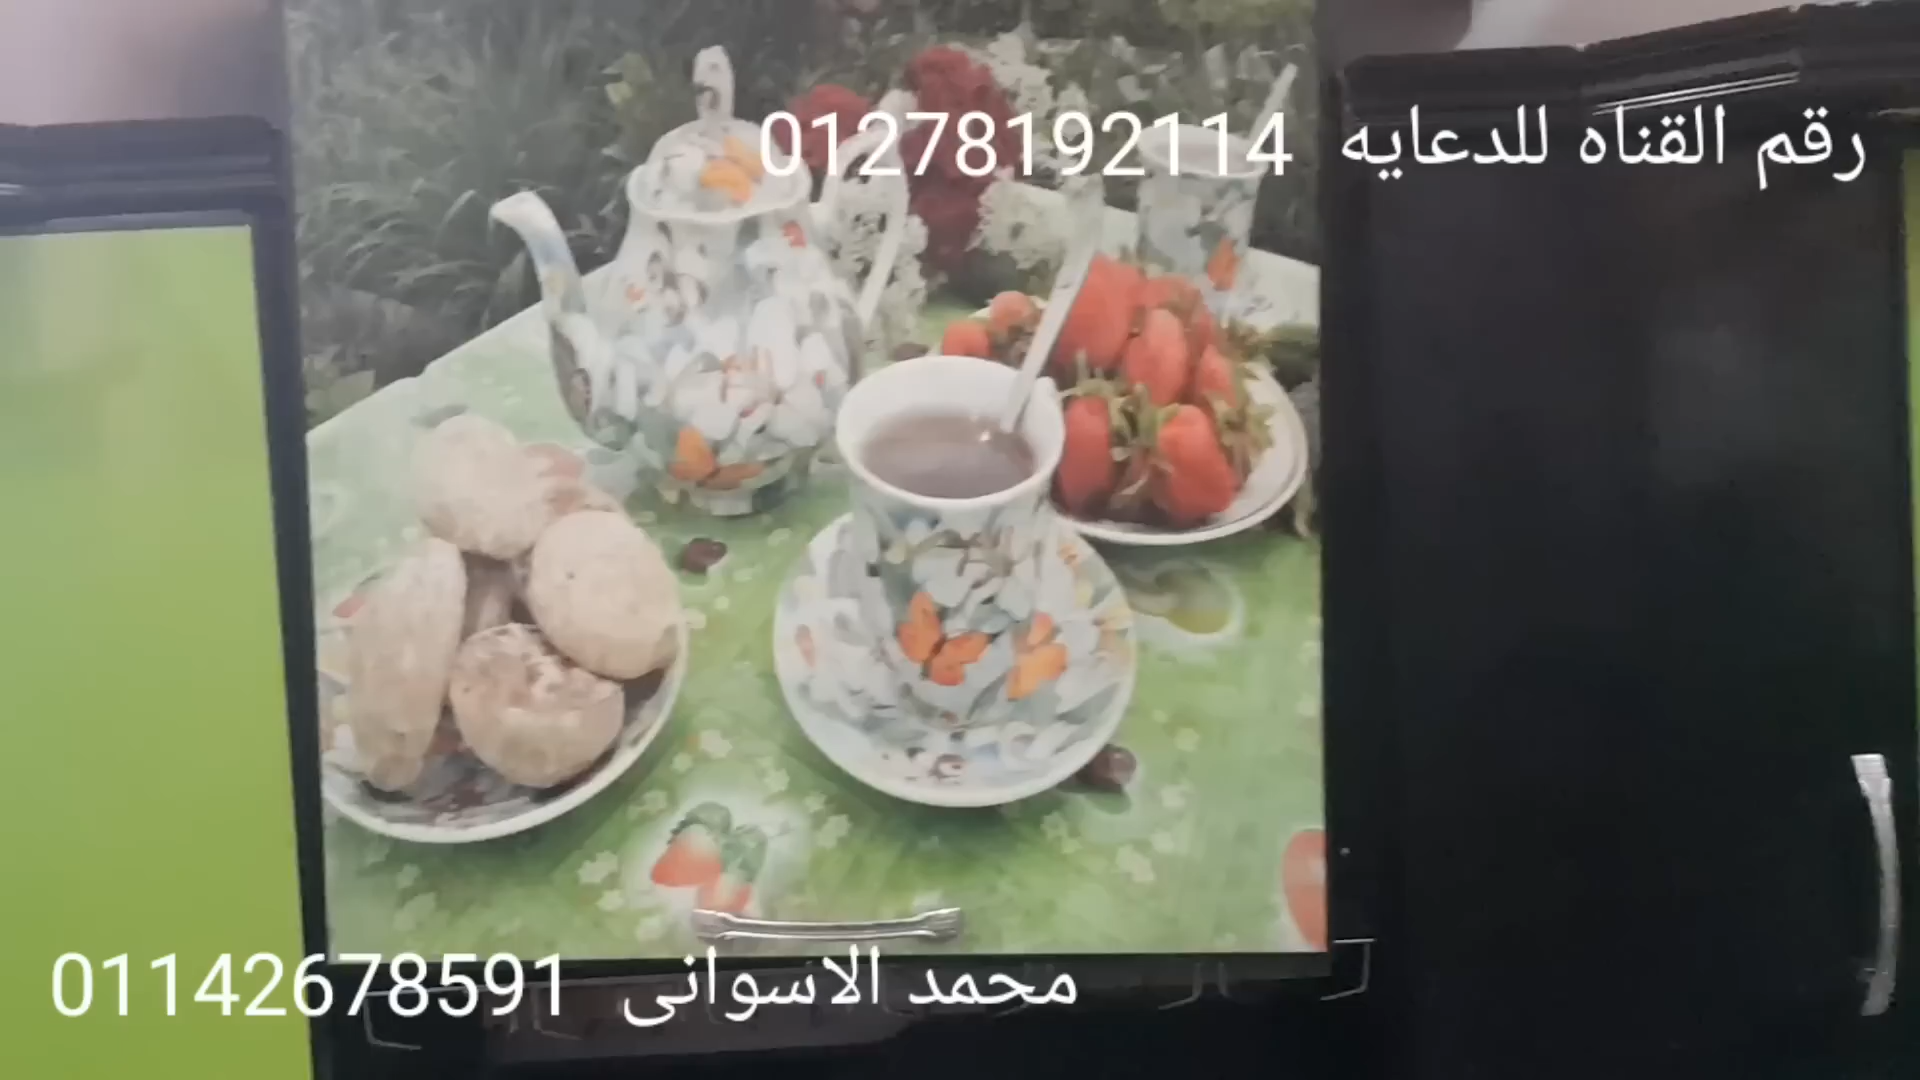 رقم القناه للدعايه 01278192114
محمد الاسوانى 01142678591